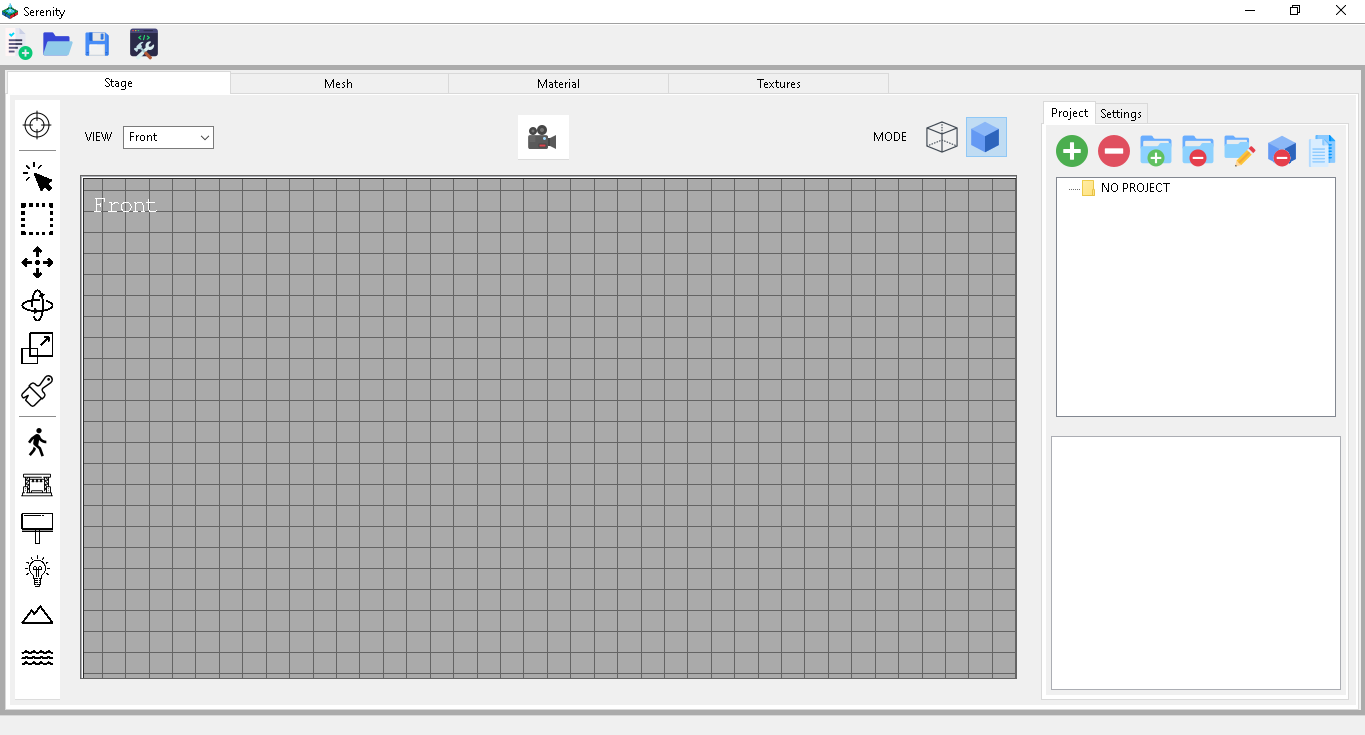 Serenity
Stage
Mesh
Material
Textures
VIEW
Front
MODE
Front
Project
Settings
NO PROJECT